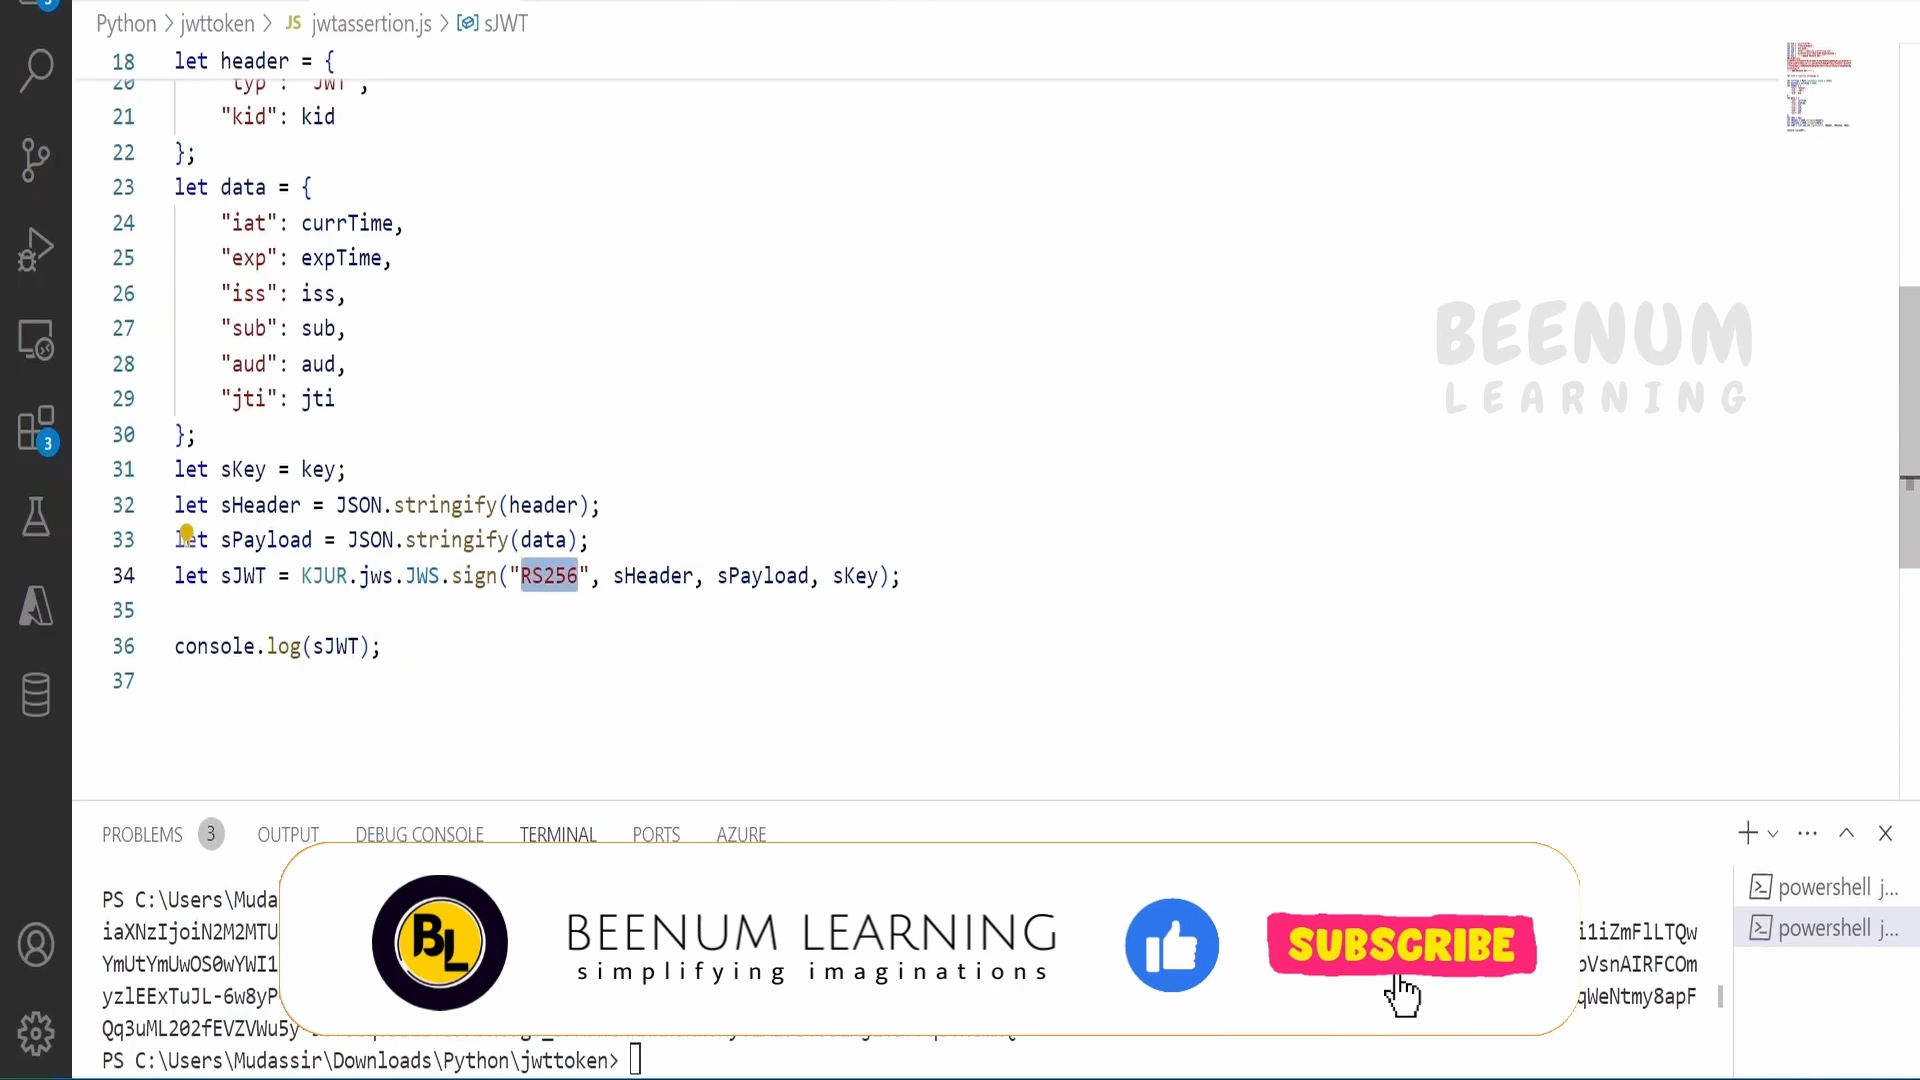 Python > jwttoken > JS jwtassertion.js > sJWT
18 let header = {
20 "typ": "JWT",
21 "kid": kid
22 };
23 let data = {
24 "iat": currTime,
25 "exp": expTime,
26 "iss": iss,
27 "sub": sub,
28 "aud": aud,
29 "jti": jti
30 };
31 let sKey = key;
32 let sHeader = JSON.stringify(header);
33 let sPayload = JSON.stringify(data);
34 let sJWT = KJUR.jws.JWS.sign("RS256", sHeader, sPayload, sKey);
35
36 console.log(sJWT);
37
BEENUM
LEARNING
3
PROBLEMS 3 OUTPUT DEBUG CONSOLE TERMINAL PORTS AZURE
powershell j...
powershell j...
PS C:\Users\Muda
iaXNzIjoiN2M2MTU i1iZmFlLTQw
YmUtYmUwOS0wYWI1 VsnAIRFCOm
yzlEExTuJL-6w8yP qWeNtmy8apF
Qq3uML202fEVZVWu5y
PS C:\Users\Mudassir\Downloads\Python\jwttoken>
BL
BEENUM LEARNING
simplifying imaginations
SUBSCRIBE